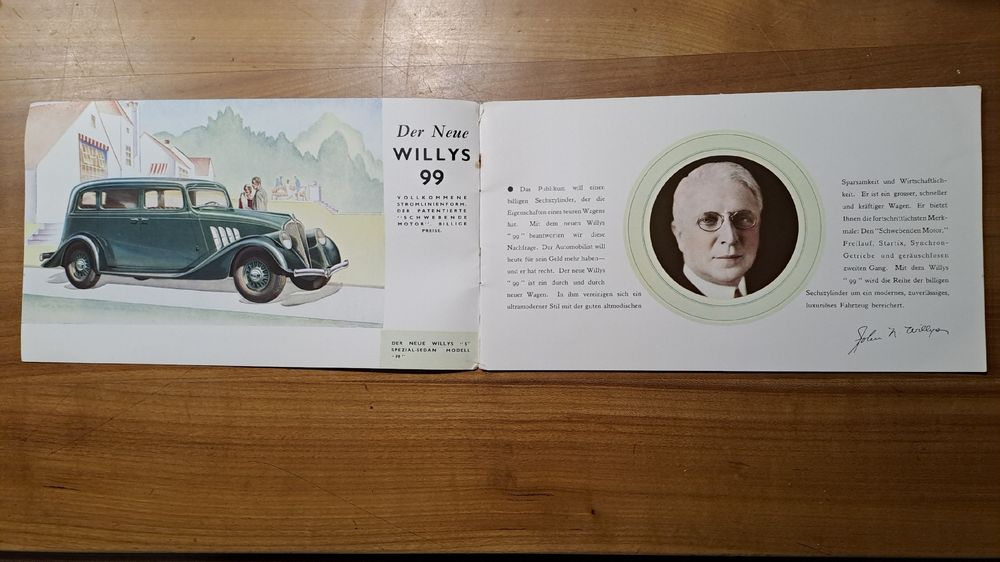 Der Neue
WILLYS
99
VOLLKOMMENE
STROMLINIENFORM,
DER PATENTIERTE
"SCHWEBENDE
MOTOR". BILLIGE
PREISE.
DER NEUE WILLYS "S"
SPEZIAL-SEDAN MODELL
Das Publikum will einen
billigen Sechszylinder, der die
Eigenschaften eines teuren Wagens
hat. Mit dem neuen Willys
"99" beantworten wir diese
Nachfrage. Der Automobilist will
heute für sein Geld mehr haben—
und er hat recht. Der neue Willys
"99" ist ein durch und durch
neuer Wagen. In ihm vereinigen sich ein
ultramoderner Stil mit der guten altmodischen
Sparsamkeit und Wirtschaftlich-
keit. Er ist ein grosser, schneller
und kräftiger Wagen. Er bietet
Ihnen die fortschrittlichsten Merk-
male: Den "Schwebenden Motor,"
Freilauf, Startix, Synchron-
Getriebe und geräuschlosen
zweiten Gang. Mit dem Willys
"99" wird die Reihe der billigen
Sechszylinder um ein modernes, zuverlässiges,
luxuriöses Fahrzeug bereichert.
John N. Willys